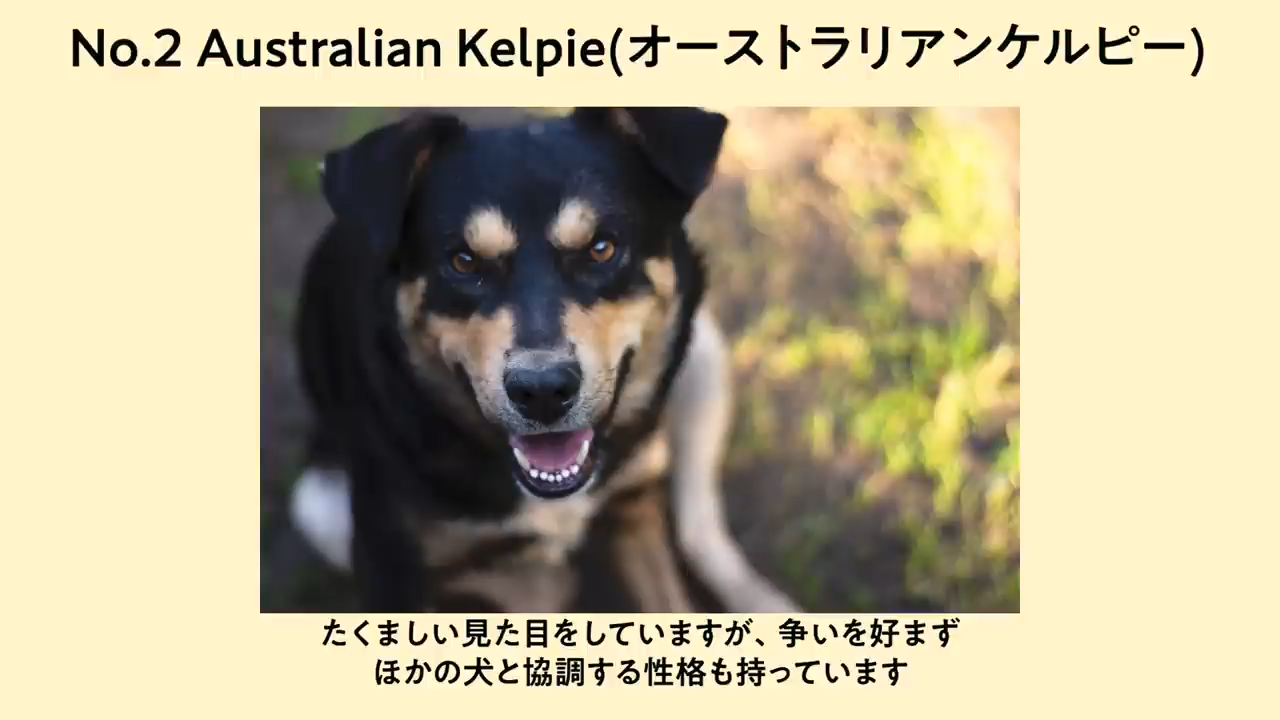 No.2 Australian Kelpie(オーストラリアンケルピー)
たくましい見た目をしていますが、争いを好まず
ほかの犬と協調する性格も持っています